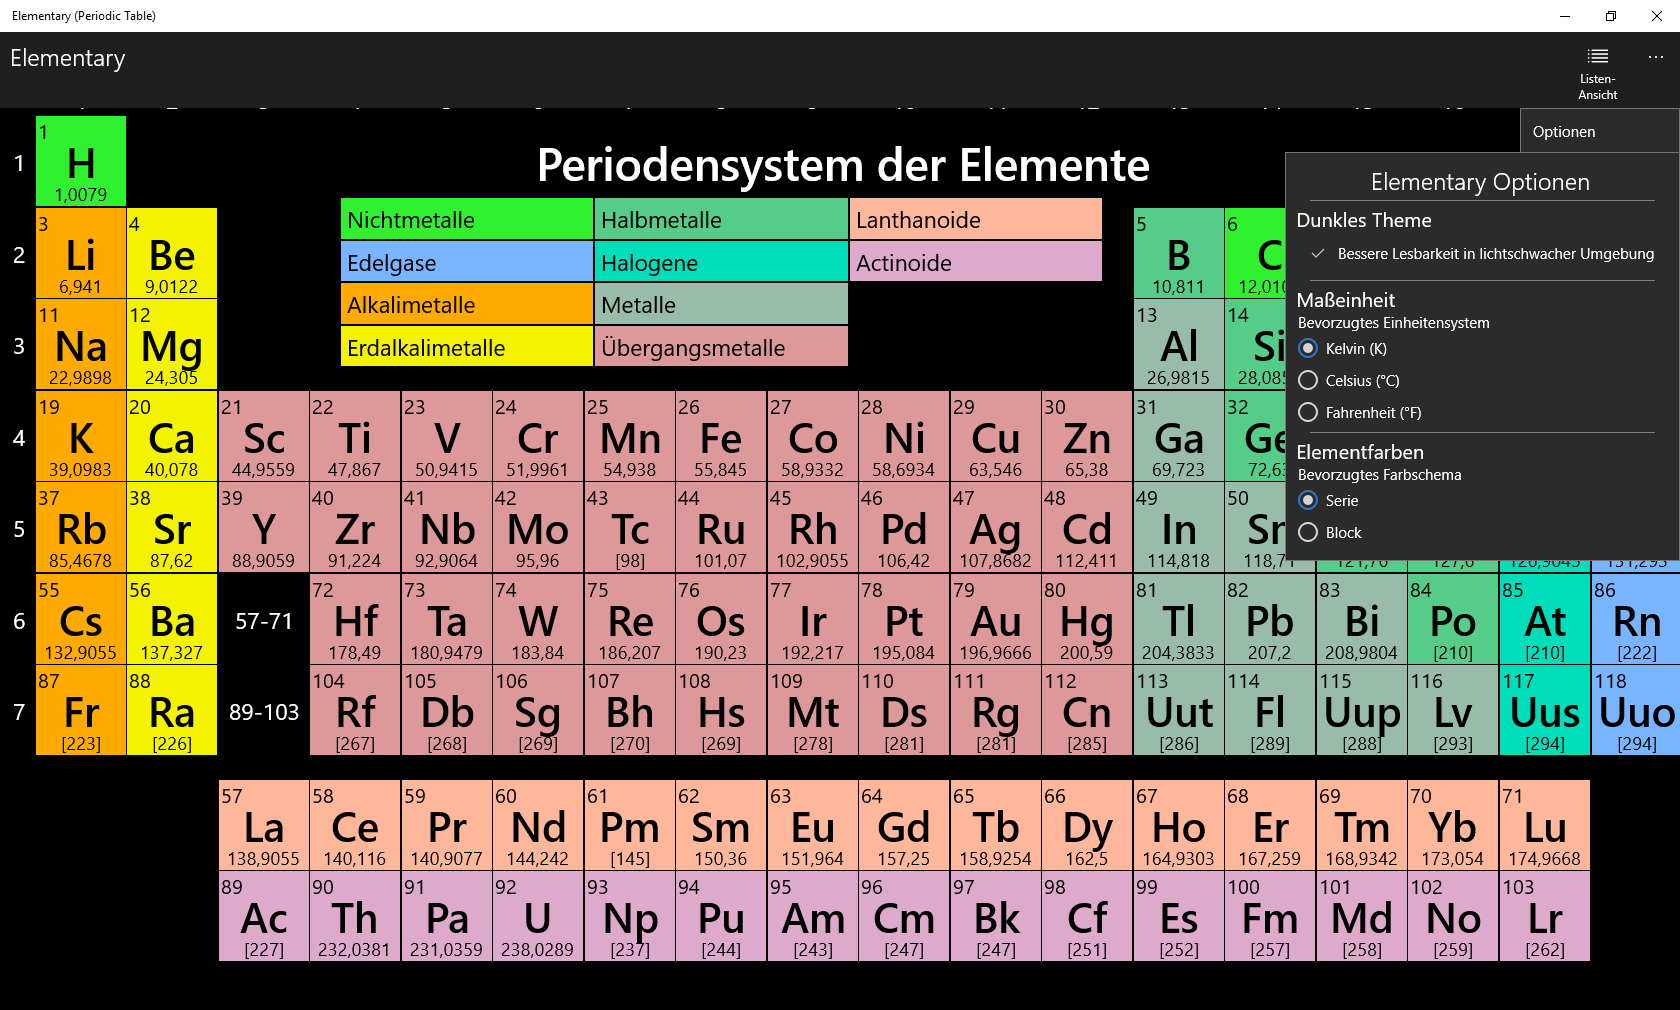 Elementary (Periodic Table)
Elementary
Listen-
Ansicht
Optionen
Periodensystem der Elemente
Nichtmetalle Halbmetalle Lanthanoide
Edelgase Halogene Actinoide
Alkalimetalle Metalle
Erdalkalimetalle Übergangsmetalle
Elementary Optionen
Dunkles Theme
Bessere Lesbarkeit in lichtschwacher Umgebung
Maßeinheit
Bevorzugtes Einheitensystem
Kelvin (K)
Celsius (°C)
Fahrenheit (°F)
Elementfarben
Bevorzugtes Farbschema
Serie
Block
1
1
H
1,0079
2
3 4 5 6
Li Be B C
6,941 9,0122 10,811
3
11 12 13 14
Na Mg Al Si
22,9898 24,305 26,9815
4
19 20 21 22 23 24 25 26 27 28 29 30 31 32
K Ca Sc Ti V Cr Mn Fe Co Ni Cu Zn Ga Ge
39,0983 40,078 44,9559 47,867 50,9415 51,9961 54,938 55,845 58,9332 58,6934 63,546 65,38 69,723
5
37 38 39 40 41 42 43 44 45 46 47 48 49 50
Rb Sr Y Zr Nb Mo Tc Ru Rh Pd Ag Cd In Sn
85,4678 87,62 88,9059 91,224 92,9064 95,96 [98] 101,07 102,9055 106,42 107,8682 112,411 114,818 118,71
6
55 56 57-71 72 73 74 75 76 77 78 79 80 81 82 83 84 85 86
Cs Ba Hf Ta W Re Os Ir Pt Au Hg Tl Pb Bi Po At Rn
132,9055 137,327 178,49 180,9479 183,84 186,207 190,23 192,217 195,084 196,9666 200,59 204,3833 207,2 208,9804 [210] [210] [222]
7
87 88 89-103 104 105 106 107 108 109 110 111 112 113 114 115 116 117 118
Fr Ra Rf Db Sg Bh Hs Mt Ds Rg Cn Uut Fl Uup Lv Uus Uuo
[223] [226] [267] [268] [269] [270] [269] [278] [281] [281] [285] [286] [289] [288] [293] [294] [294]
57 58 59 60 61 62 63 64 65 66 67 68 69 70 71
La Ce Pr Nd Pm Sm Eu Gd Tb Dy Ho Er Tm Yb Lu
138,9055 140,116 140,9077 144,242 [145] 150,36 151,964 157,25 158,9254 162,5 164,9303 167,259 168,9342 173,054 174,9668
89 90 91 92 93 94 95 96 97 98 99 100 101 102 103
Ac Th Pa U Np Pu Am Cm Bk Cf Es Fm Md No Lr
[227] 232,0381 231,0359 238,0289 [237] [244] [243] [247] [247] [251] [252] [257] [258] [259] [262]